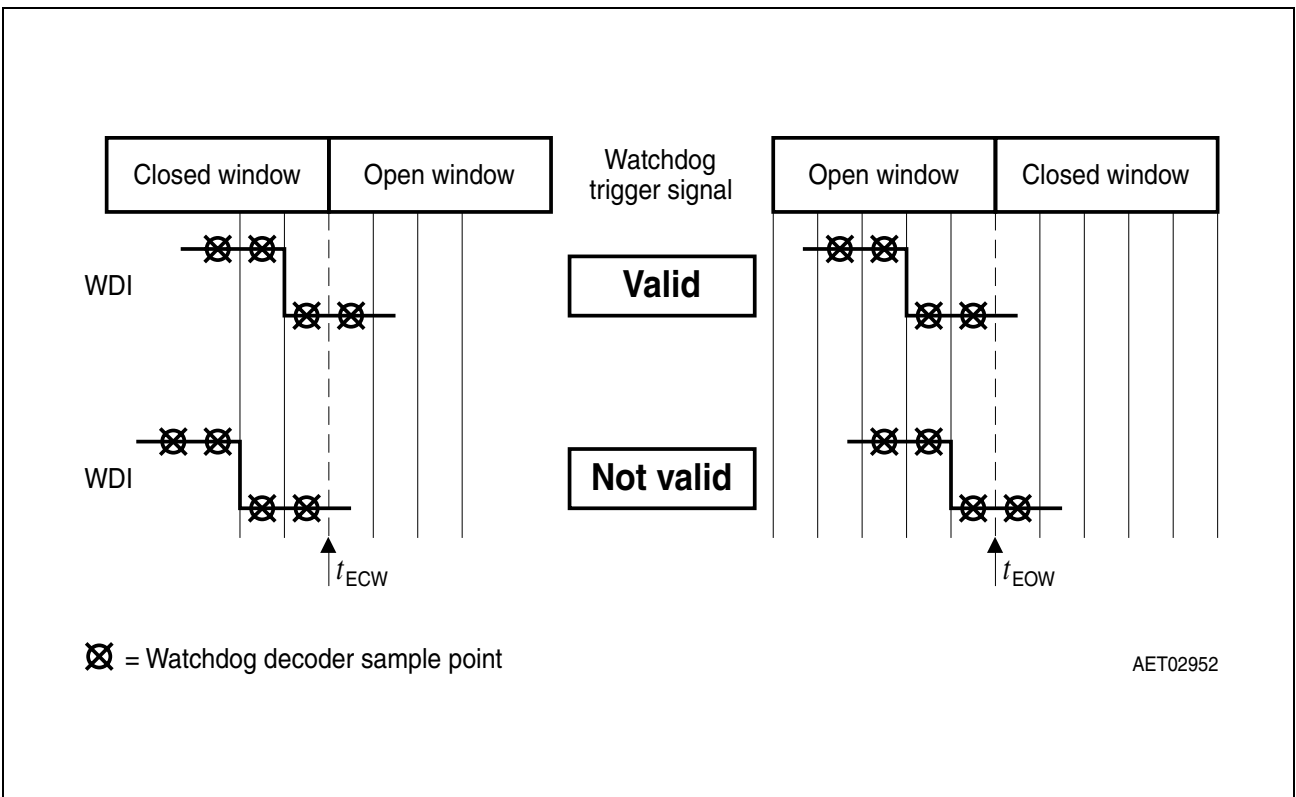 Closed window
Open window
Watchdog
trigger signal
Open window
Closed window
WDI
Valid
WDI
Not valid
tECW
tEOW
= Watchdog decoder sample point
AET02952